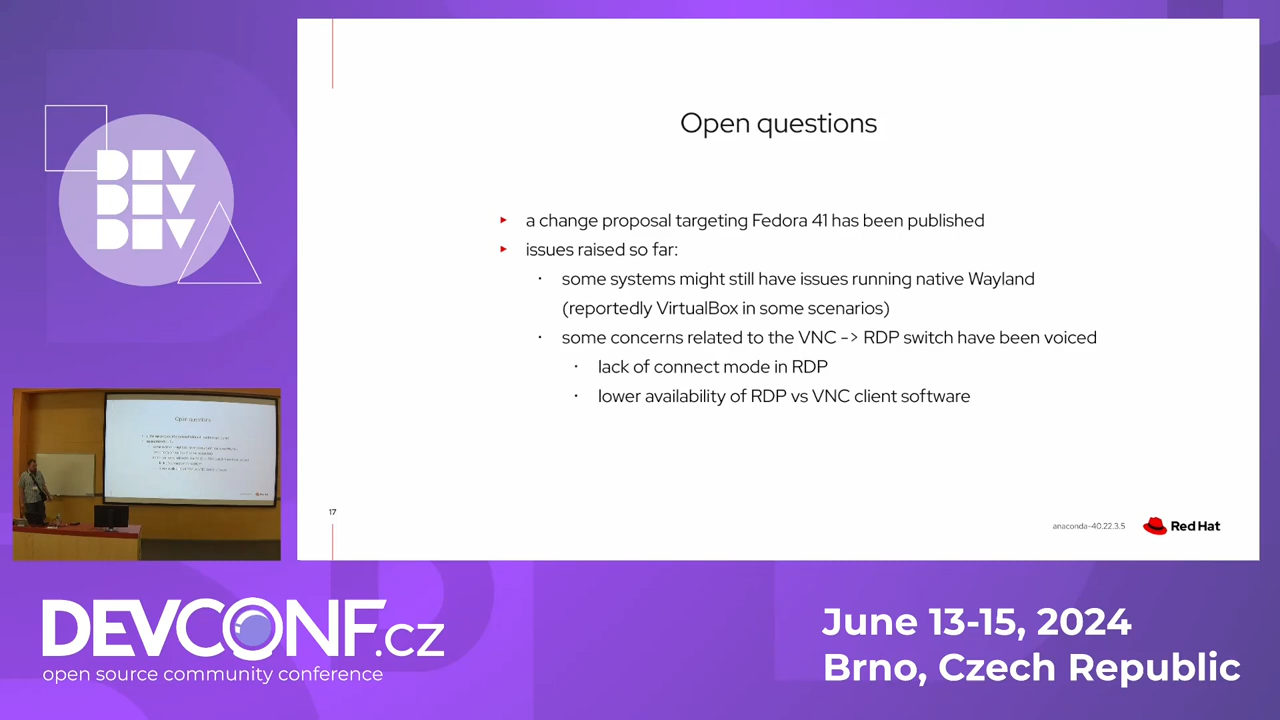 Open questions
a change proposal targeting Fedora 41 has been published
issues raised so far:
some systems might still have issues running native Wayland
(reportedly VirtualBox in some scenarios)
some concerns related to the VNC -> RDP switch have been voiced
lack of connect mode in RDP
lower availability of RDP vs VNC client software
17
anaconda-40.22.3.5
Red Hat
DEV
DEV
DEV
Open questions
DEVCONF.cz
open source community conference
June 13-15, 2024
Brno, Czech Republic